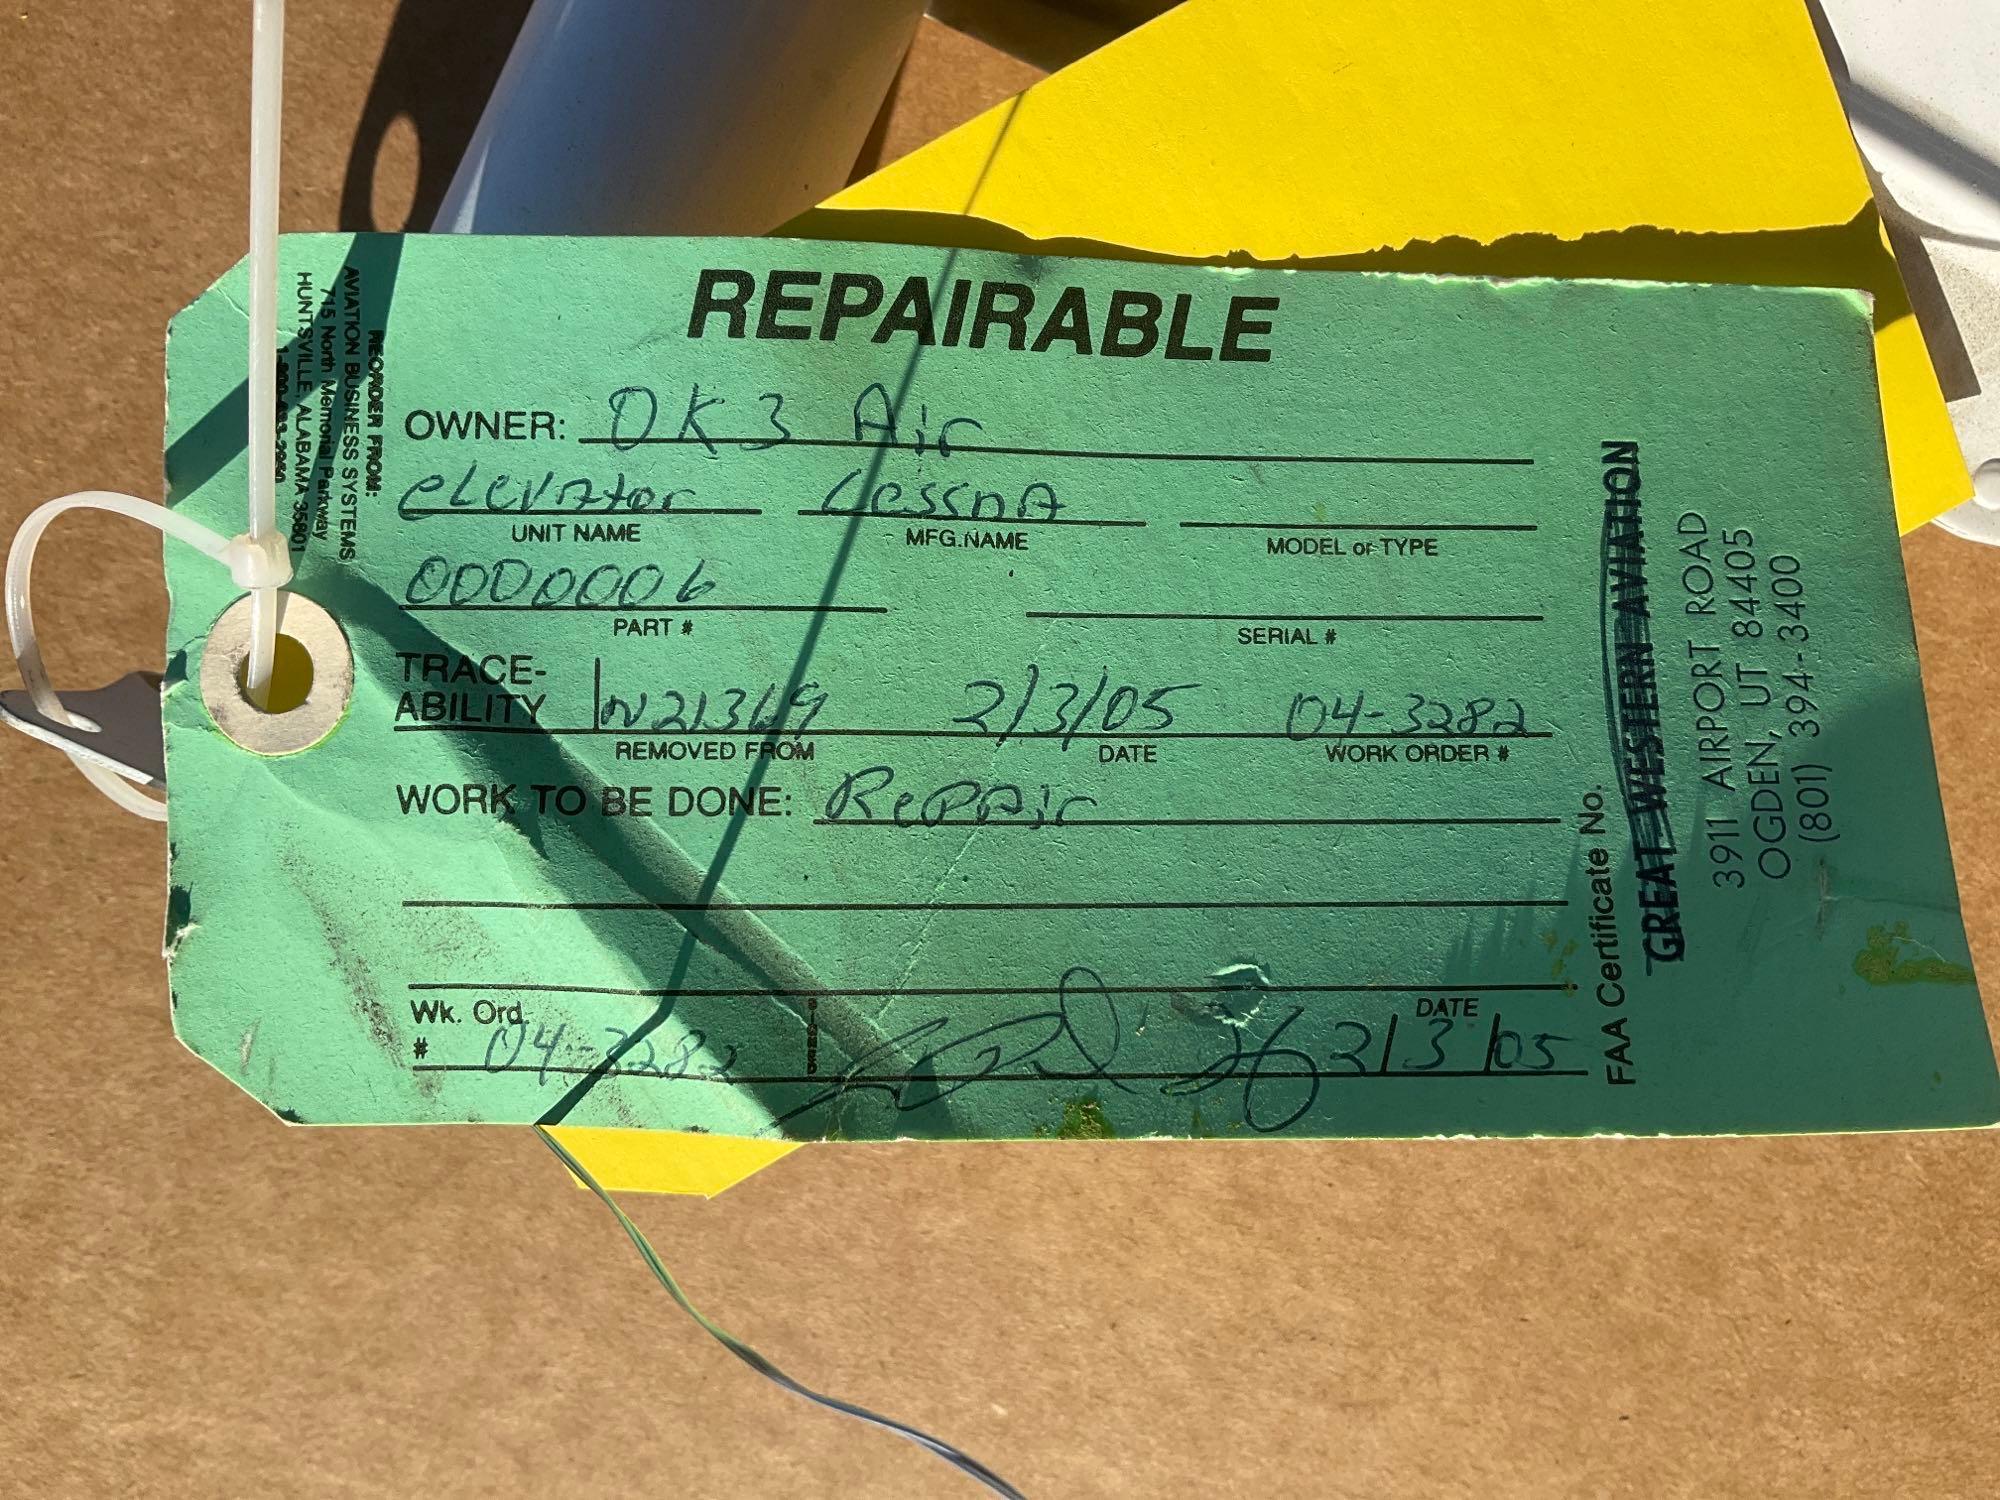 REPAIRABLE
OWNER: OK3 Air
eLevAtor CessnA
UNIT NAME MFG.NAME MODEL or TYPE
0000006
PART # SERIAL #
TRACE-
ABILITY N21369 2/3/05 04-3282
REMOVED FROM DATE WORK ORDER #
WORK TO BE DONE: RePAir
Wk. Ord. DATE
# 04-3282 SIGNED 2/3/05
FAA Certificate No.
GREAT WESTERN AVIATION
3911 AIRPORT ROAD
OGDEN, UT 84405
(801) 394-3400
REORDER FROM:
AVIATION BUSINESS SYSTEMS
715 North Memorial Parkway
HUNTSVILLE, ALABAMA 35801